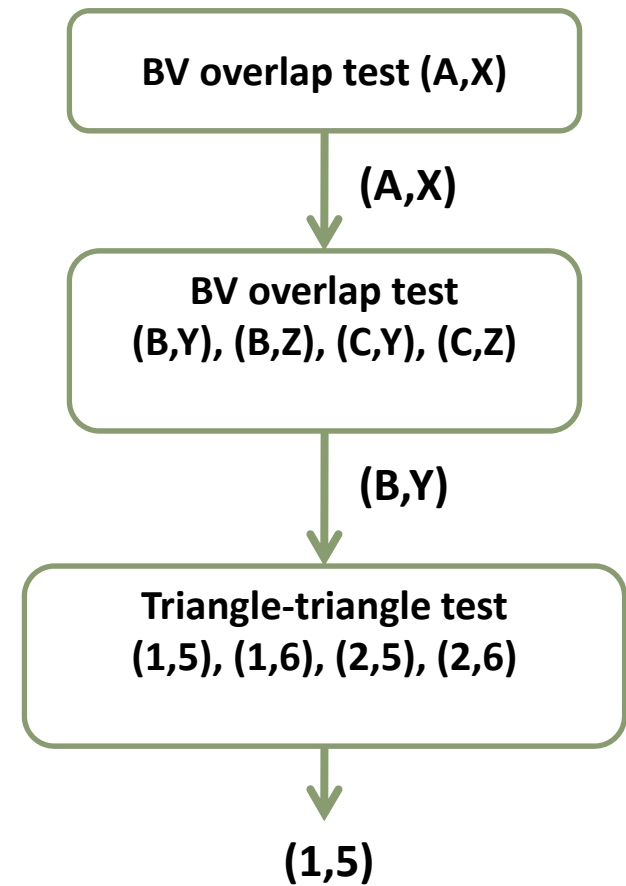 BV overlap test (A,X)
(A,X)
BV overlap test
(B,Y), (B,Z), (C,Y), (C,Z)
(B,Y)
Triangle-triangle test
(1,5), (1,6), (2,5), (2,6)
(1,5)